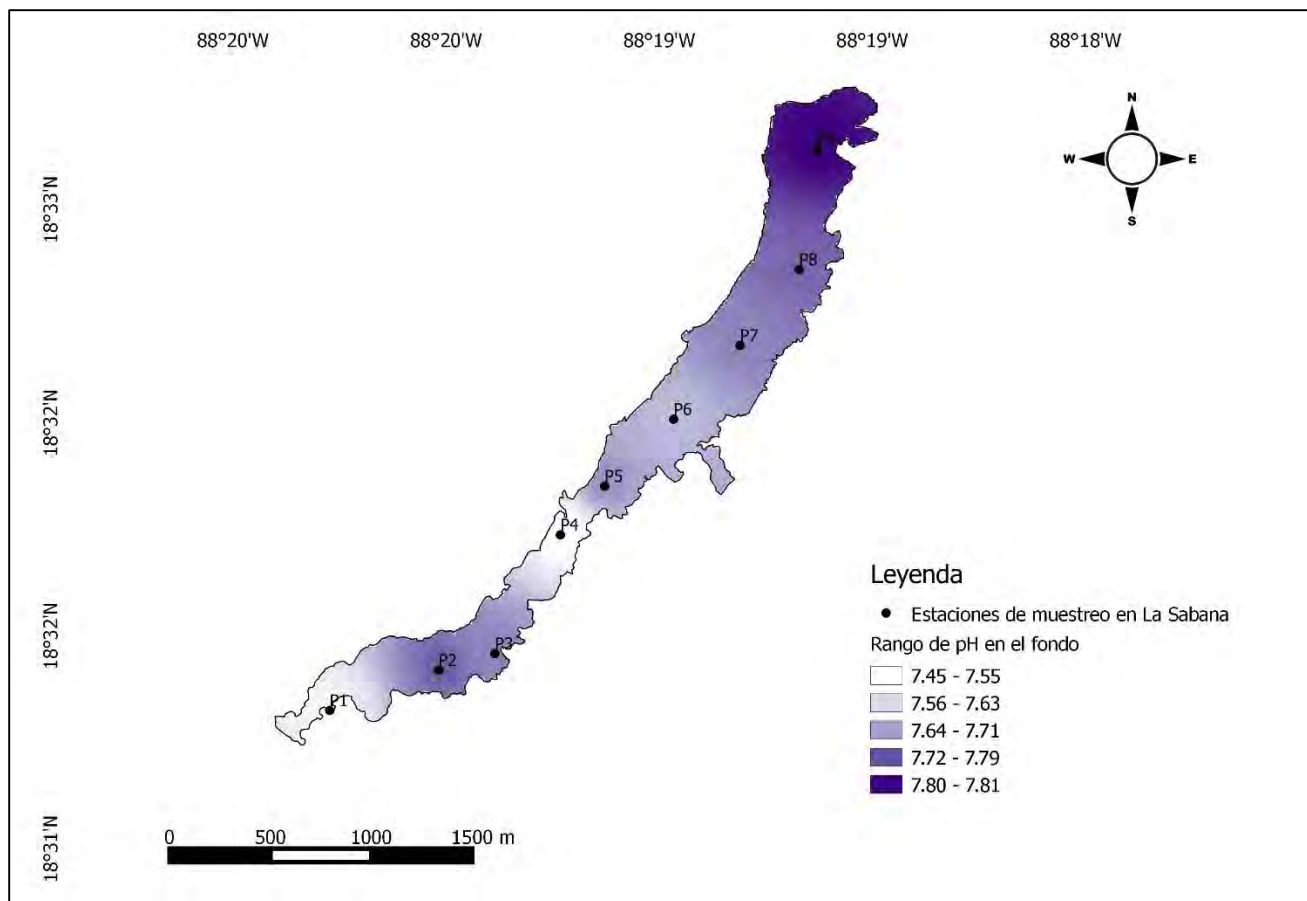 88°20'W 88°20'W 88°19'W 88°19'W 88°18'W
N
W E
S
18°33'N
P8
P7
18°32'N
P6
P5
P4
18°32'N
P3
P2
P1
18°31'N
Leyenda
Estaciones de muestreo en La Sabana
Rango de pH en el fondo
7.45 - 7.55
7.56 - 7.63
7.64 - 7.71
7.72 - 7.79
7.80 - 7.81
0 500 1000 1500 m